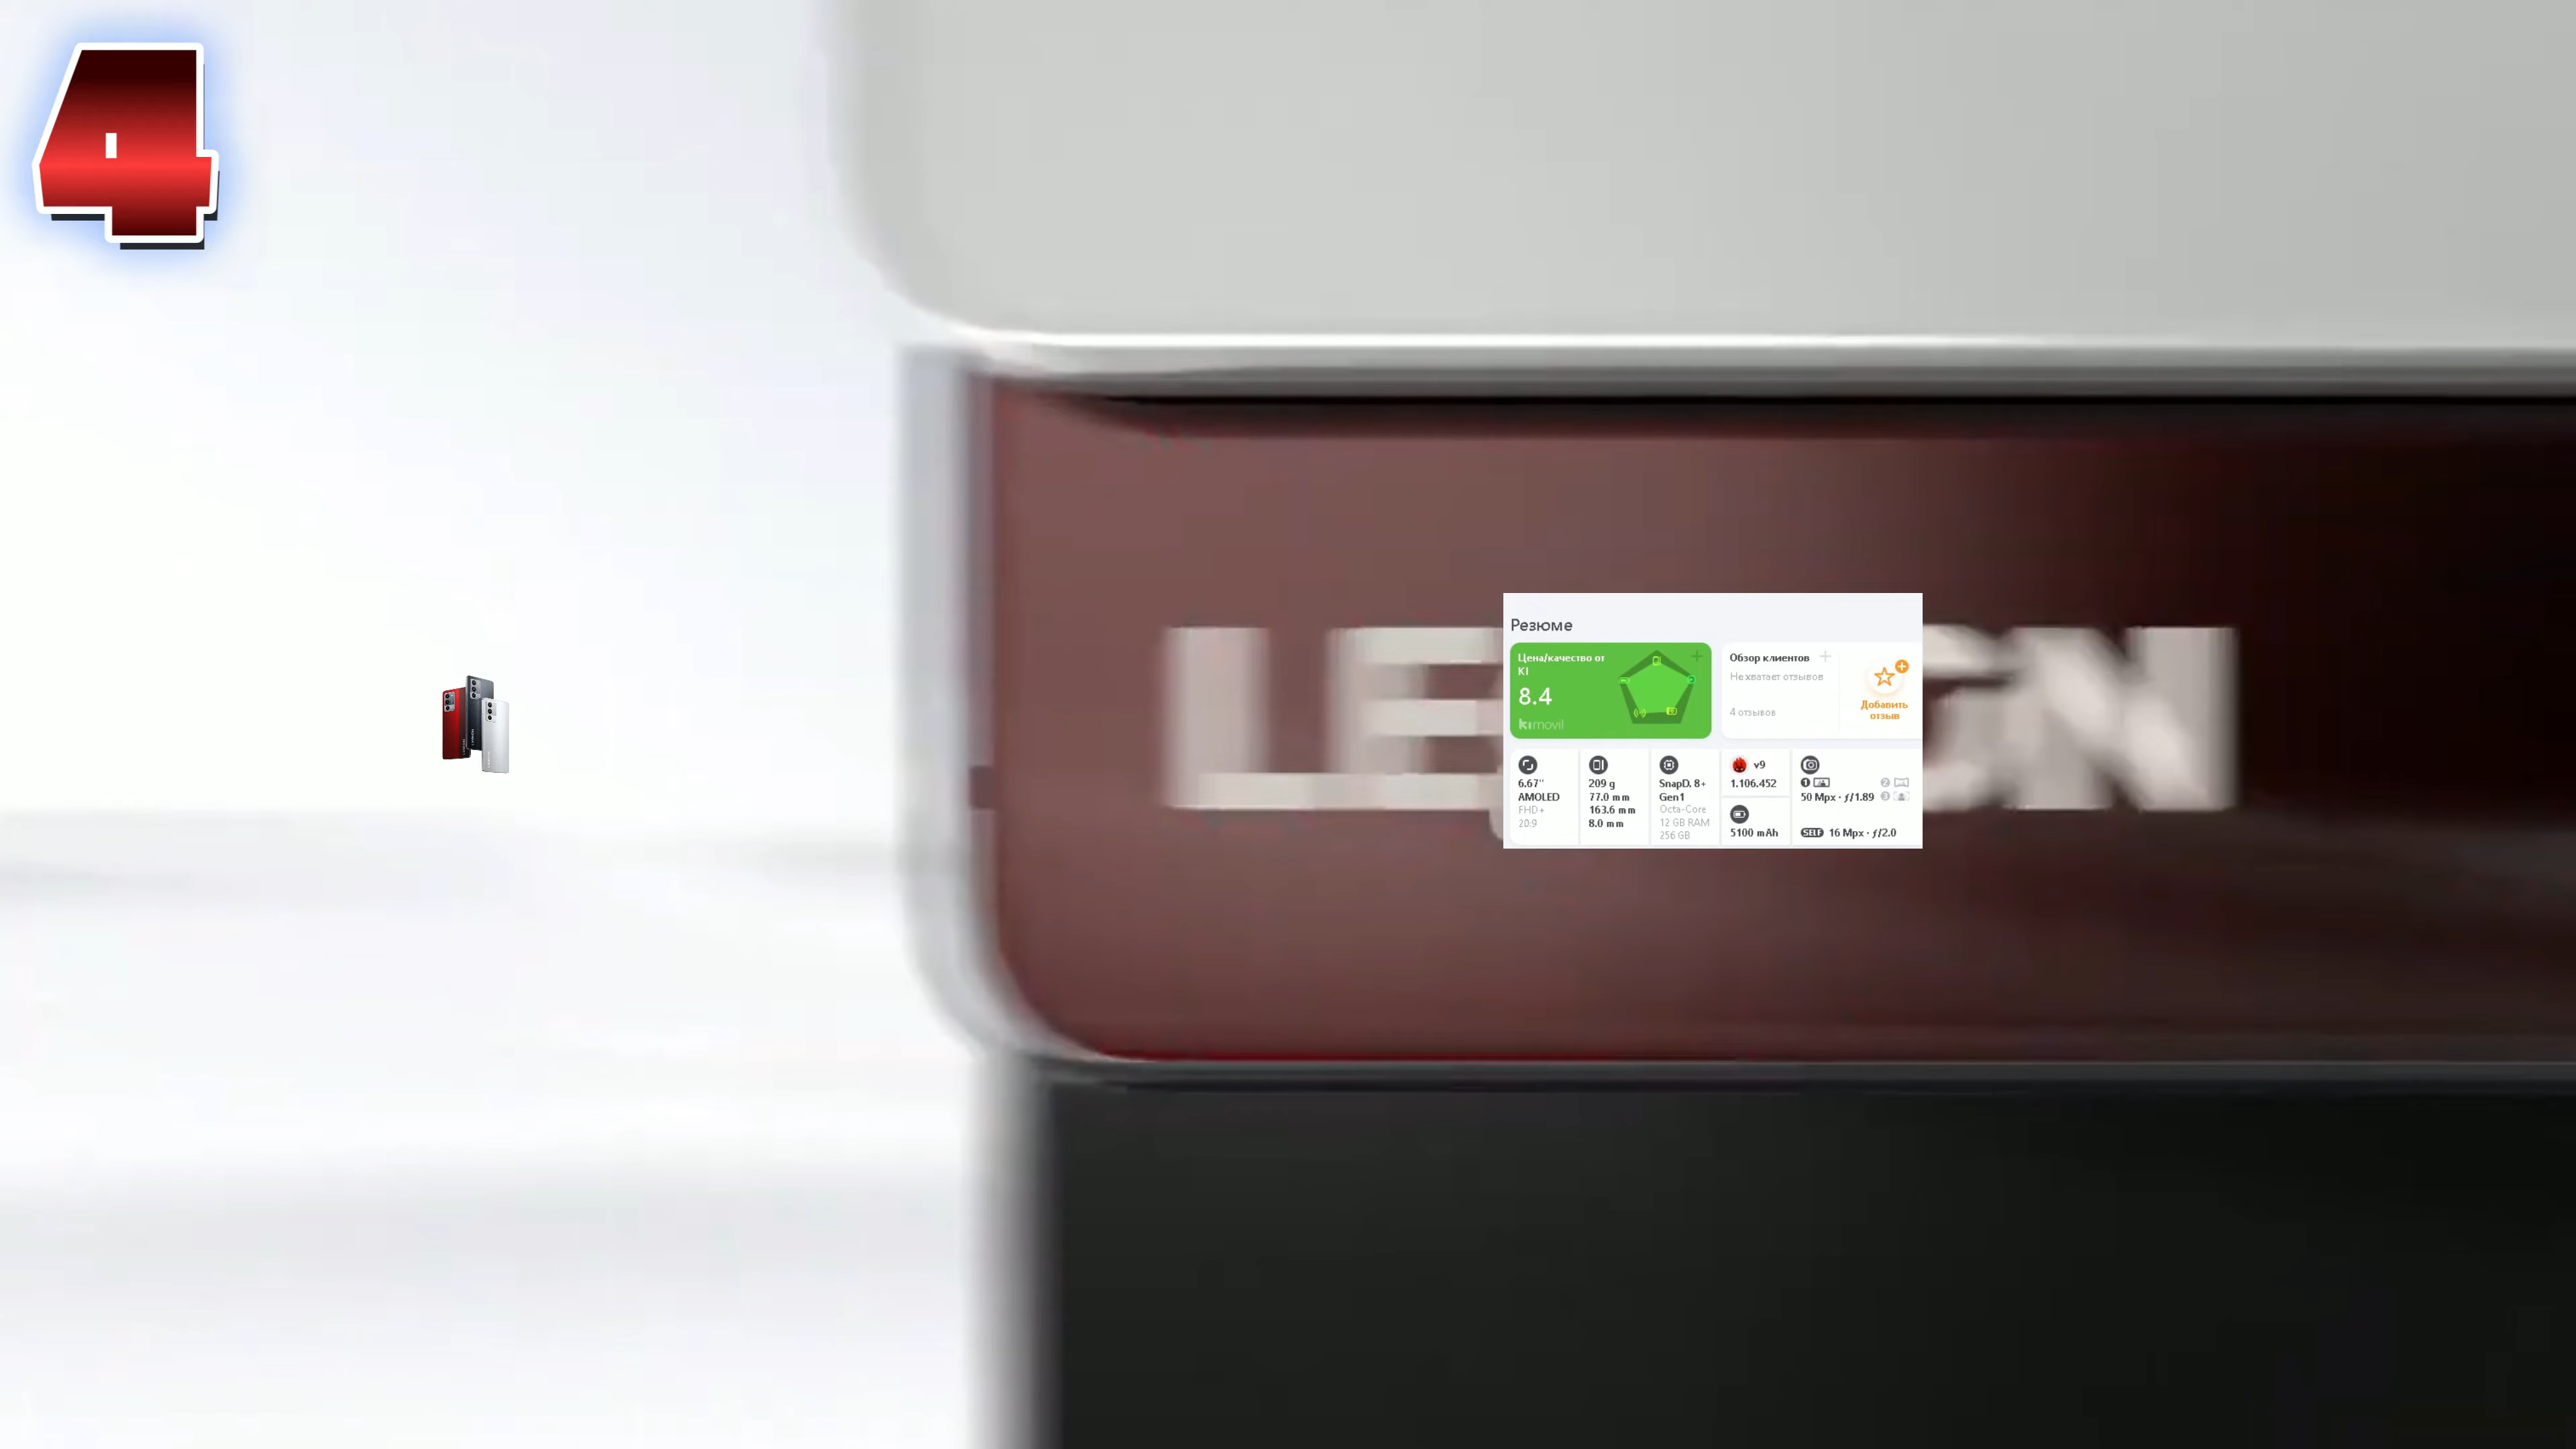 4
Резюме
Цена/качество от
KI
8.4
kimovil
Обзор клиентов
Не хватает отзывов
4 отзывов
Добавить
отзыв
6.67''
AMOLED
FHD+
20:9
209 g
77.0 mm
163.6 mm
8.0 mm
SnapD. 8+
Gen1
Octa-Core
12 GB RAM
256 GB
v9
1.106.452
5100 mAh
1
50 Mpx · ƒ/1.89
2
3
SELF 16 Mpx · ƒ/2.0